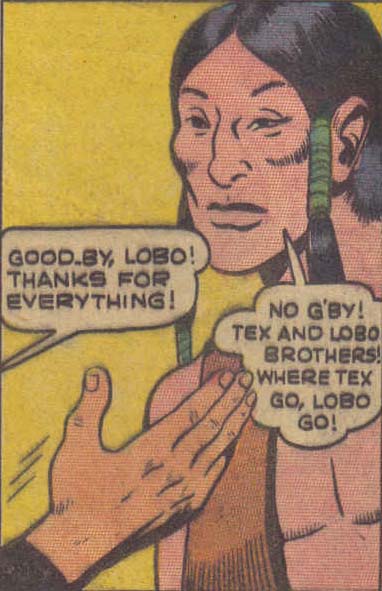 GOOD-BY, LOBO!
THANKS FOR
EVERYTHING!
NO G'BY!
TEX AND LOBO
BROTHERS!
WHERE TEX
GO, LOBO
GO!